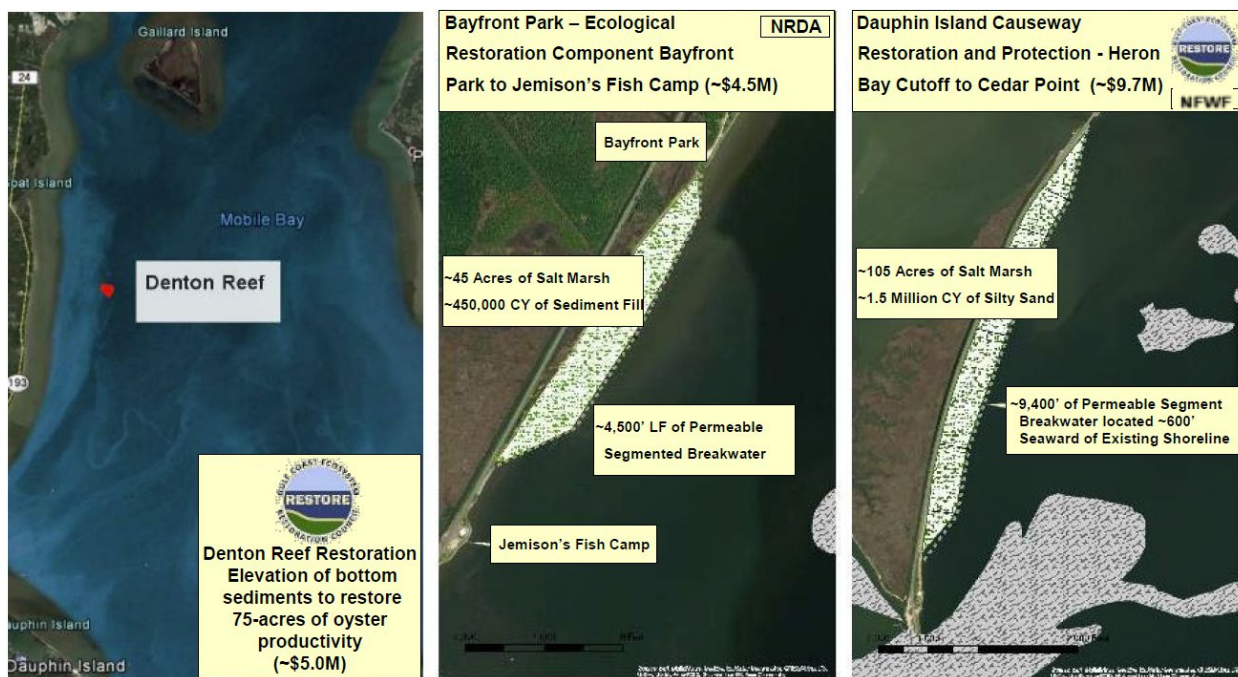 Gaillard Island
24
Mobile Bay
Denton Reef
193
GULF COAST ECOSYSTEM
RESTORE
RESTORATION COUNCIL
Denton Reef Restoration
Elevation of bottom
sediments to restore
75-acres of oyster
productivity
(~$5.0M)
auphin Island
Dauphin Island
Bayfront Park – Ecological
NRDA
Restoration Component Bayfront
Park to Jemison's Fish Camp (~$4.5M)
Bayfront Park
~45 Acres of Salt Marsh
~450,000 CY of Sediment Fill
~4,500' LF of Permeable
Segmented Breakwater
Jemison's Fish Camp
Dauphin Island Causeway
Restoration and Protection - Heron
Bay Cutoff to Cedar Point (~$9.7M)
RESTORE
NFWF
~105 Acres of Salt Marsh
~1.5 Million CY of Silty Sand
~9,400' of Permeable Segment
Breakwater located ~600'
Seaward of Existing Shoreline